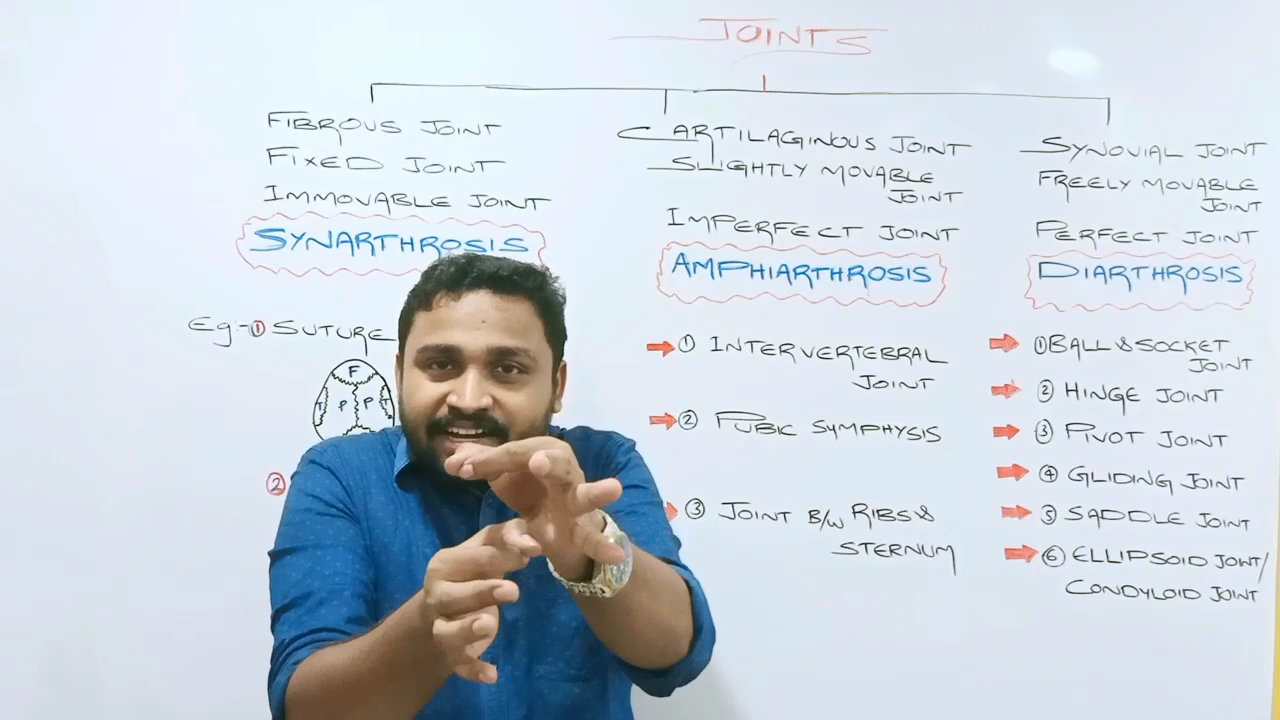 JOINTS
FIBROUS JOINT
FIXED JOINT
IMMOVABLE JOINT
SYNARTHROSIS
Eg:- ① SUTURE
F
T P P T
②
CARTILAGINOUS JOINT
SLIGHTLY MOVABLE
JOINT
IMPERFECT JOINT
AMPHIARTHROSIS
① INTERVERTEBRAL
JOINT
② PUBIC SYMPHYSIS
③ JOINT B/W RIBS &
STERNUM
SYNOVIAL JOINT
FREELY MOVABLE
JOINT
PERFECT JOINT
DIARTHROSIS
① BALL & SOCKET
JOINT
② HINGE JOINT
③ PIVOT JOINT
④ GLIDING JOINT
⑤ SADDLE JOINT
⑥ ELLIPSOID JOINT/
CONDYLOID JOINT